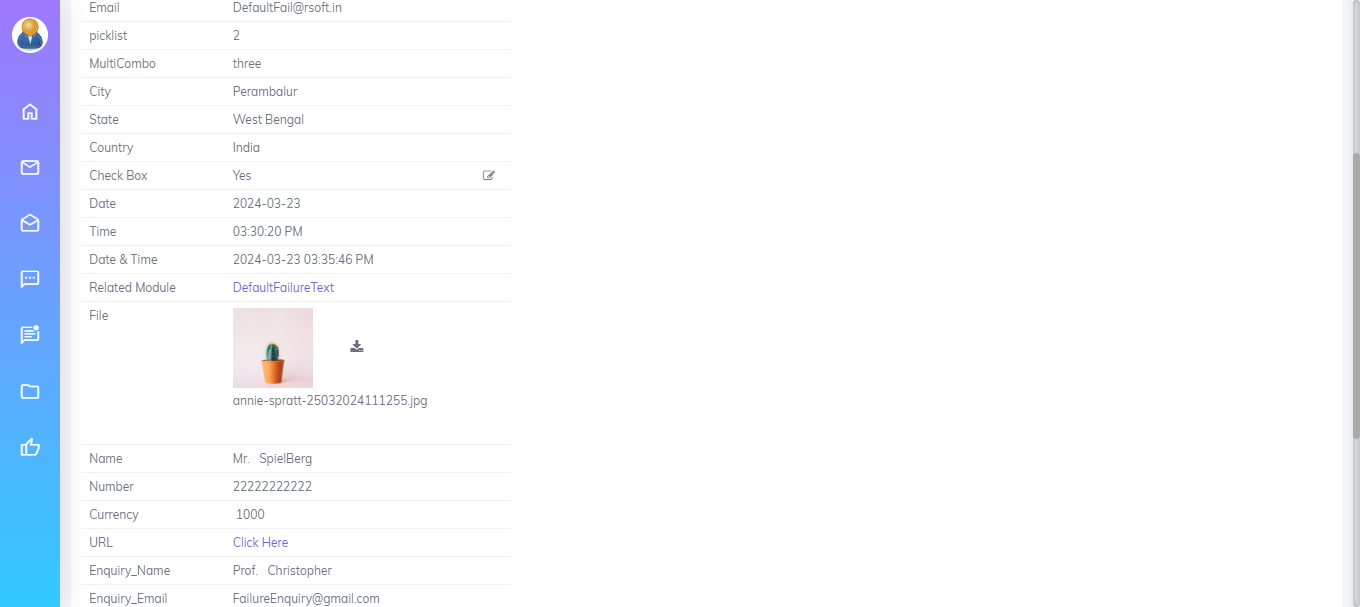 Email DefaultFail@rsoft.in
picklist 2
MultiCombo three
City Perambalur
State West Bengal
Country India
Check Box Yes
Date 2024-03-23
Time 03:30:20 PM
Date & Time 2024-03-23 03:35:46 PM
Related Module DefaultFailureText
File
annie-spratt-25032024111255.jpg
Name Mr. SpielBerg
Number 22222222222
Currency 1000
URL Click Here
Enquiry_Name Prof. Christopher
Enquiry_Email FailureEnquiry@gmail.com